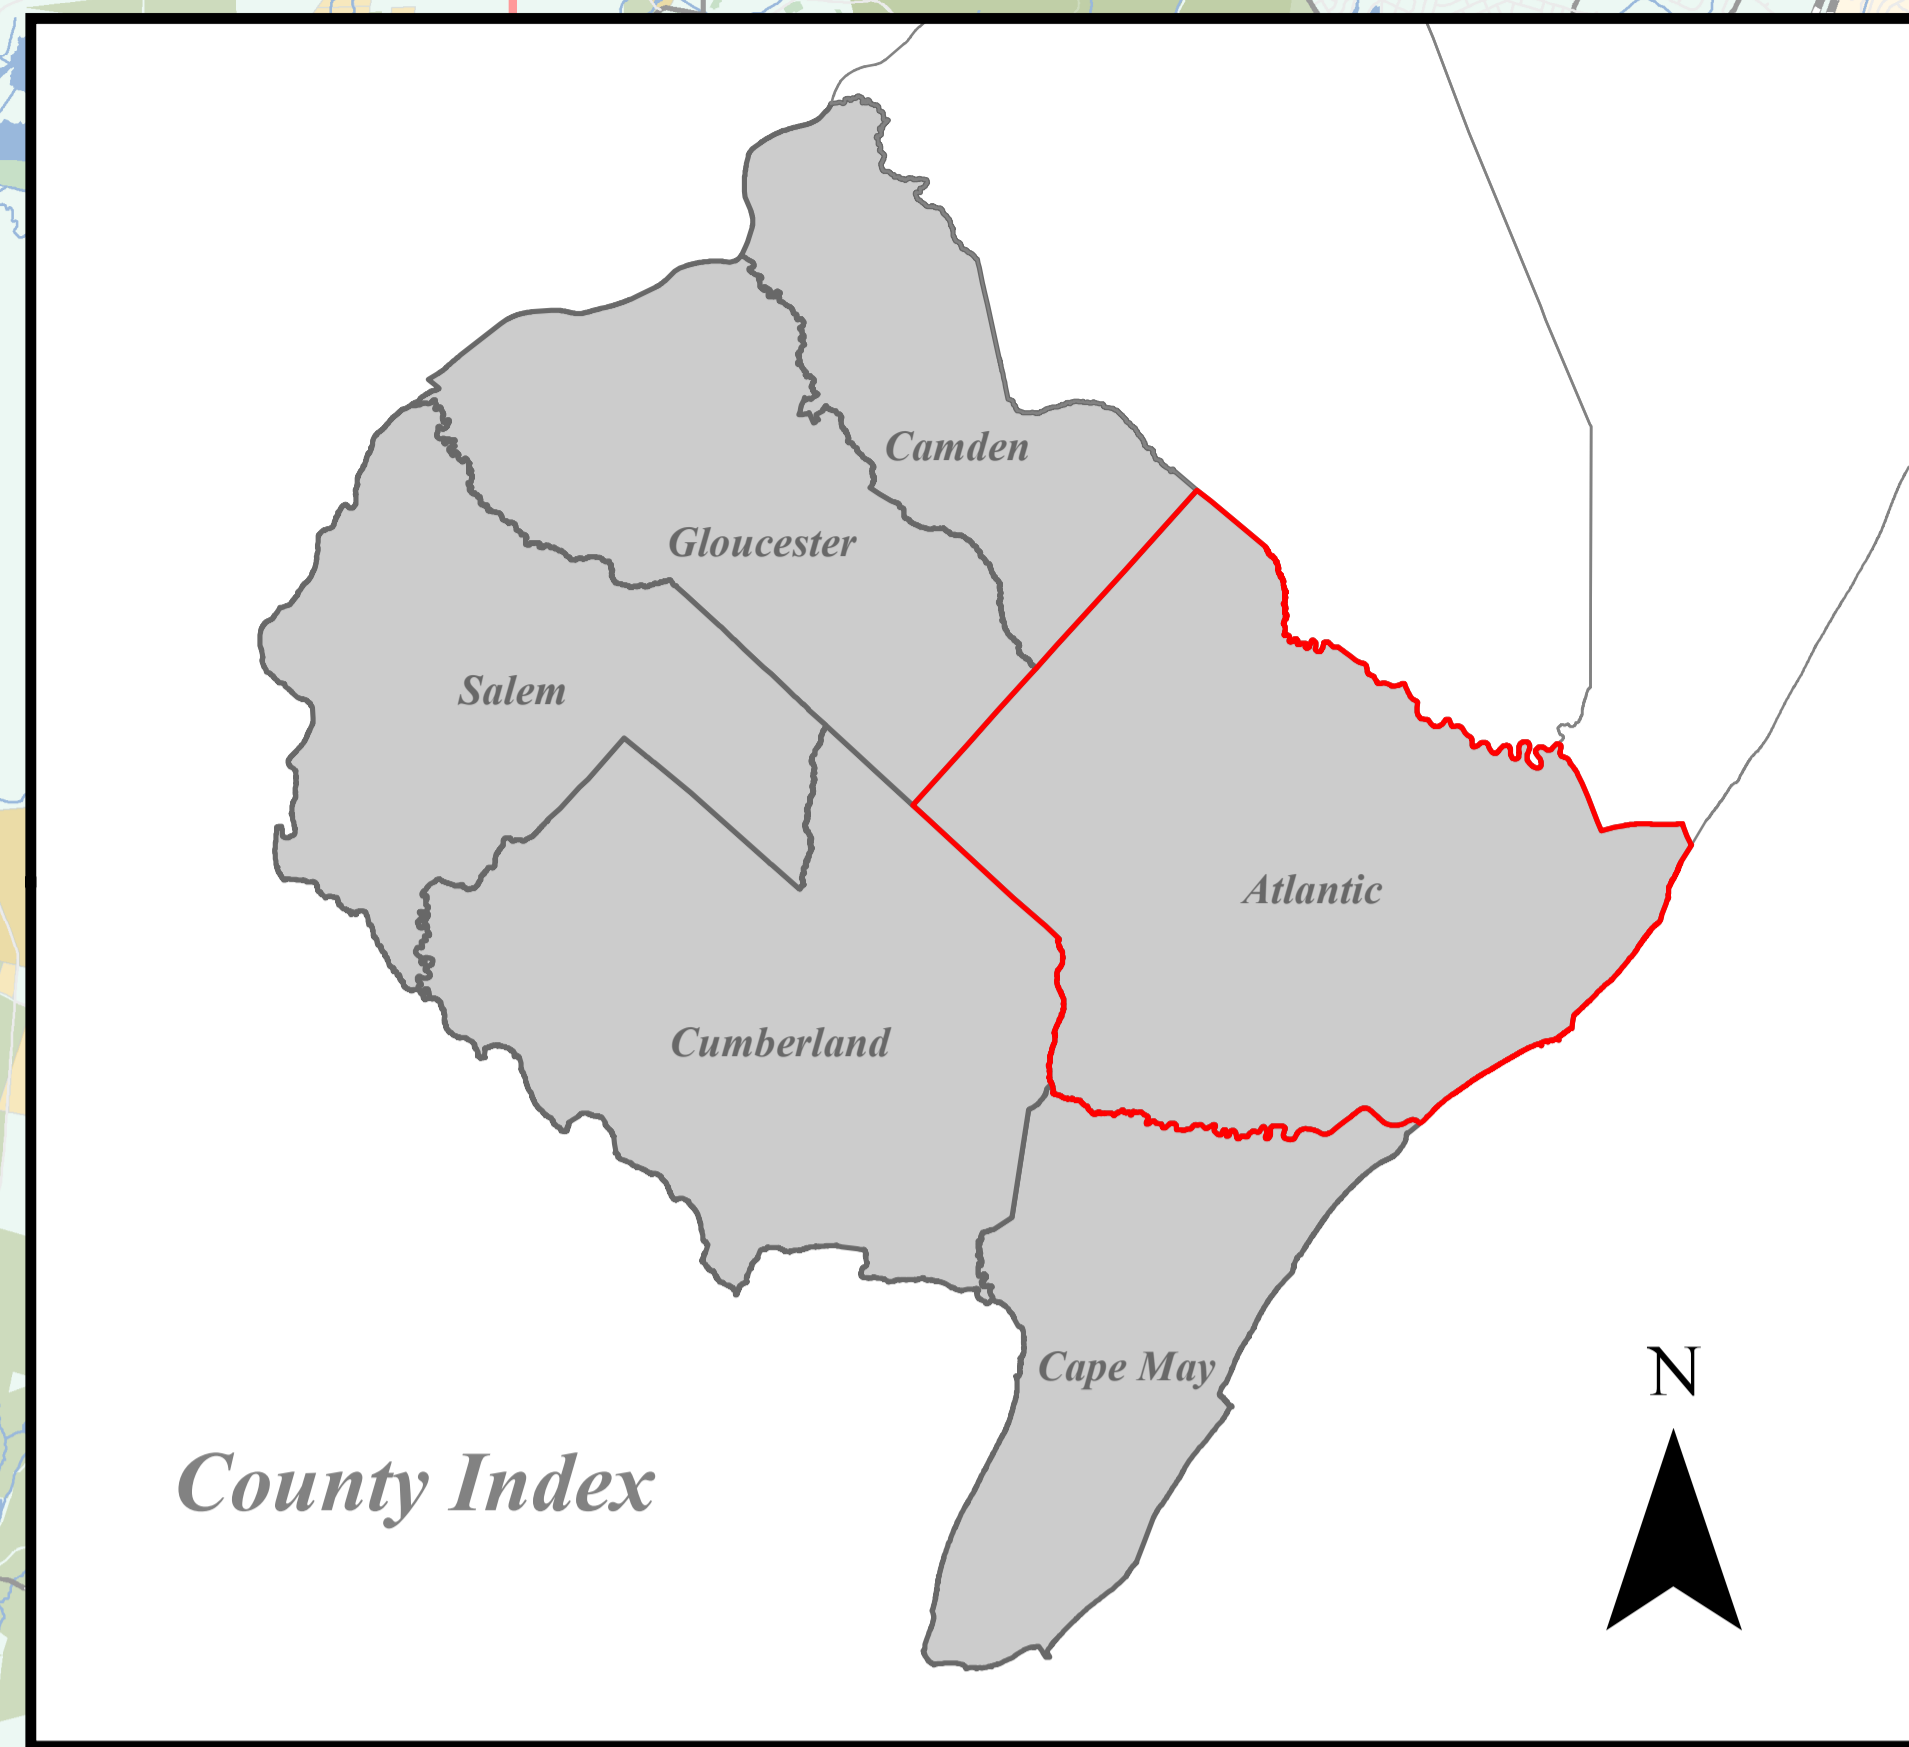 Camden
Gloucester
Salem
Atlantic
Cumberland
Cape May
N
County Index